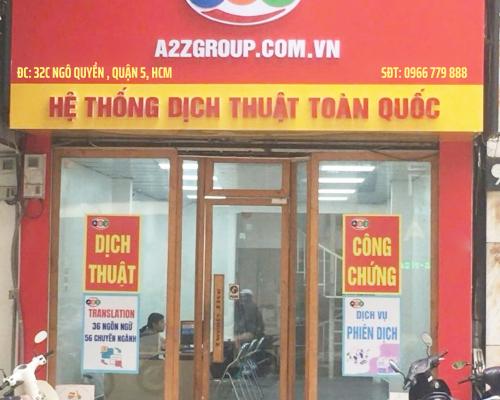 A2ZGROUP.COM.VN
ĐC: 32C NGÔ QUYỀN , QUẬN 5, HCM
SĐT: 0966 779 888
HỆ THỐNG DỊCH THUẬT TOÀN QUỐC
DỊCH
THUẬT
CÔNG
CHỨNG
TRANSLATION
36 NGÔN NGỮ
56 CHUYÊN NGÀNH
DỊCH VỤ
PHIÊN DỊCH